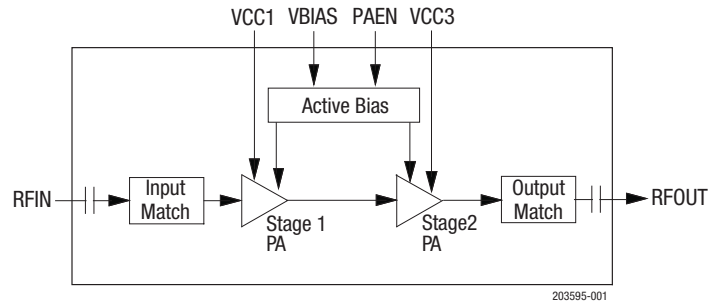 VCC1 VBIAS PAEN VCC3
Active Bias
RFIN
Input
Match
Stage 1
PA
Stage2
PA
Output
Match
RFOUT
203595-001